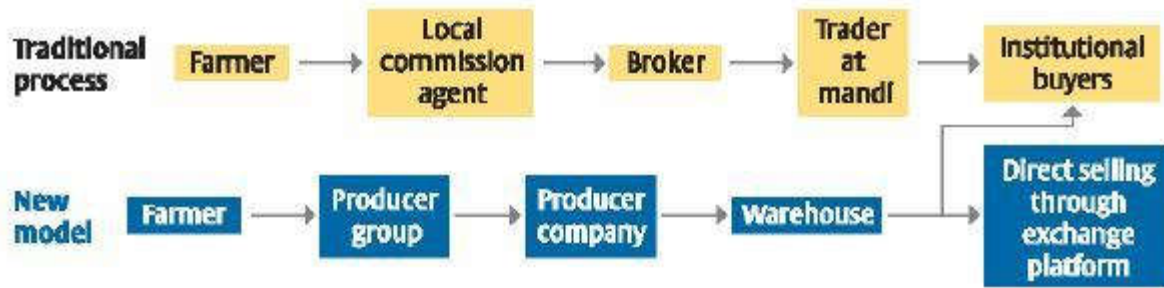 Traditional
process
Farmer
Local
commission
agent
Broker
Trader
at
mandi
Institutional
buyers
New
model
Farmer
Producer
group
Producer
company
Warehouse
Direct selling
through
exchange
platform